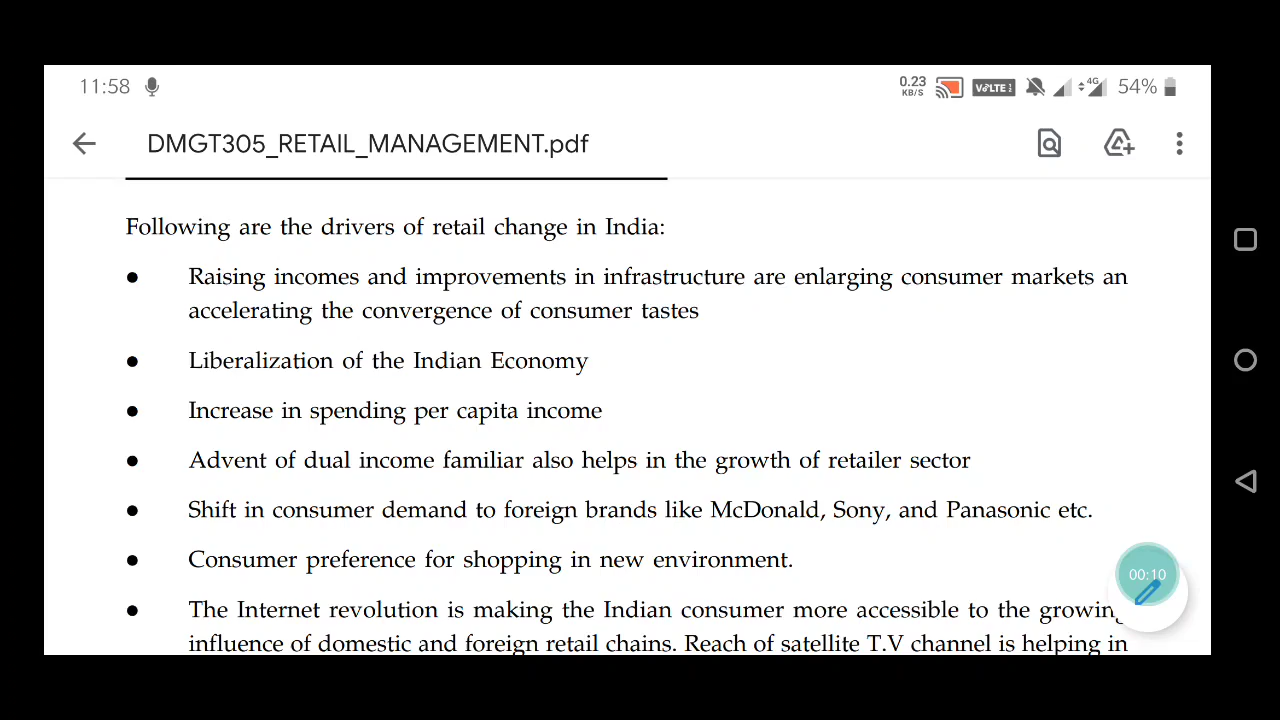 11:58
0.23
KB/S
VoLTE
4G
54%
DMGT305_RETAIL_MANAGEMENT.pdf
Following are the drivers of retail change in India:
● Raising incomes and improvements in infrastructure are enlarging consumer markets an
accelerating the convergence of consumer tastes
● Liberalization of the Indian Economy
● Increase in spending per capita income
● Advent of dual income familiar also helps in the growth of retailer sector
● Shift in consumer demand to foreign brands like McDonald, Sony, and Panasonic etc.
● Consumer preference for shopping in new environment.
● The Internet revolution is making the Indian consumer more accessible to the growing
influence of domestic and foreign retail chains. Reach of satellite T.V channel is helping in
00:10